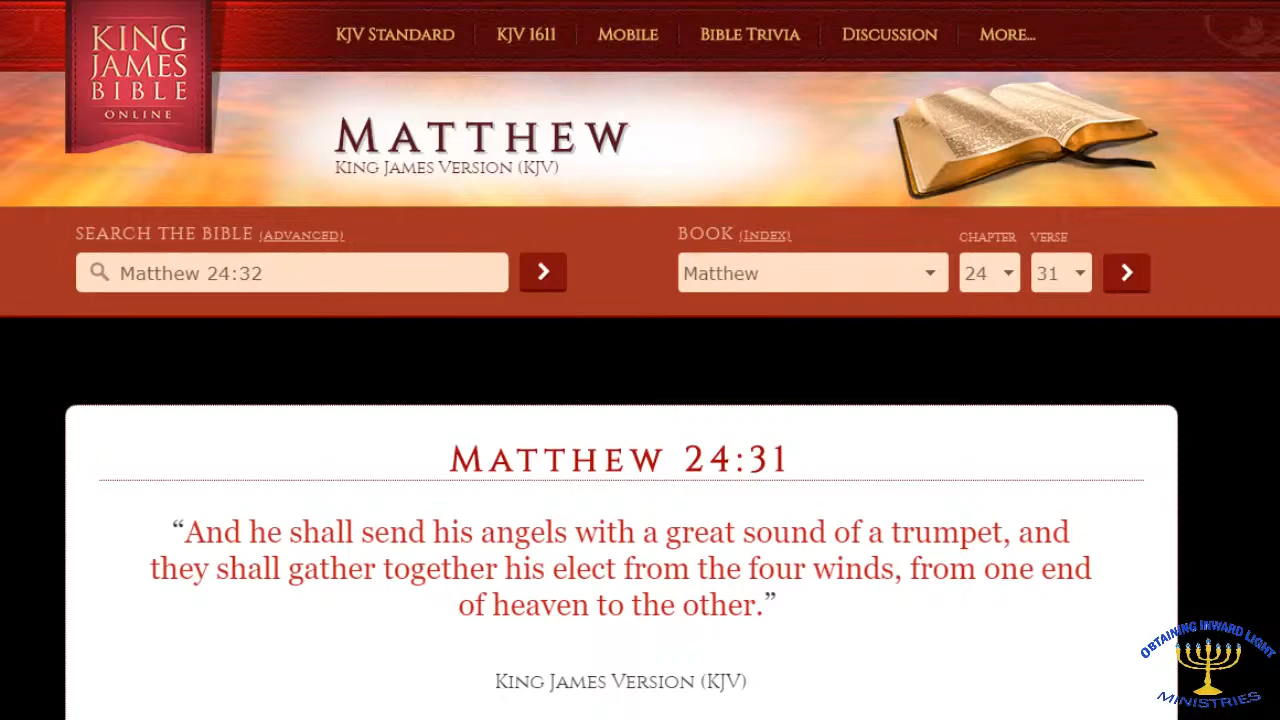 KING
JAMES
BIBLE
ONLINE
KJV STANDARD KJV 1611 MOBILE BIBLE TRIVIA DISCUSSION MORE...
MATTHEW
KING JAMES VERSION (KJV)
SEARCH THE BIBLE (ADVANCED)
Matthew 24:32
BOOK (INDEX) CHAPTER VERSE
Matthew 24 31
MATTHEW 24:31
“And he shall send his angels with a great sound of a trumpet, and
they shall gather together his elect from the four winds, from one end
of heaven to the other.”
KING JAMES VERSION (KJV)
OBTAINING INWARD LIGHT
MINISTRIES